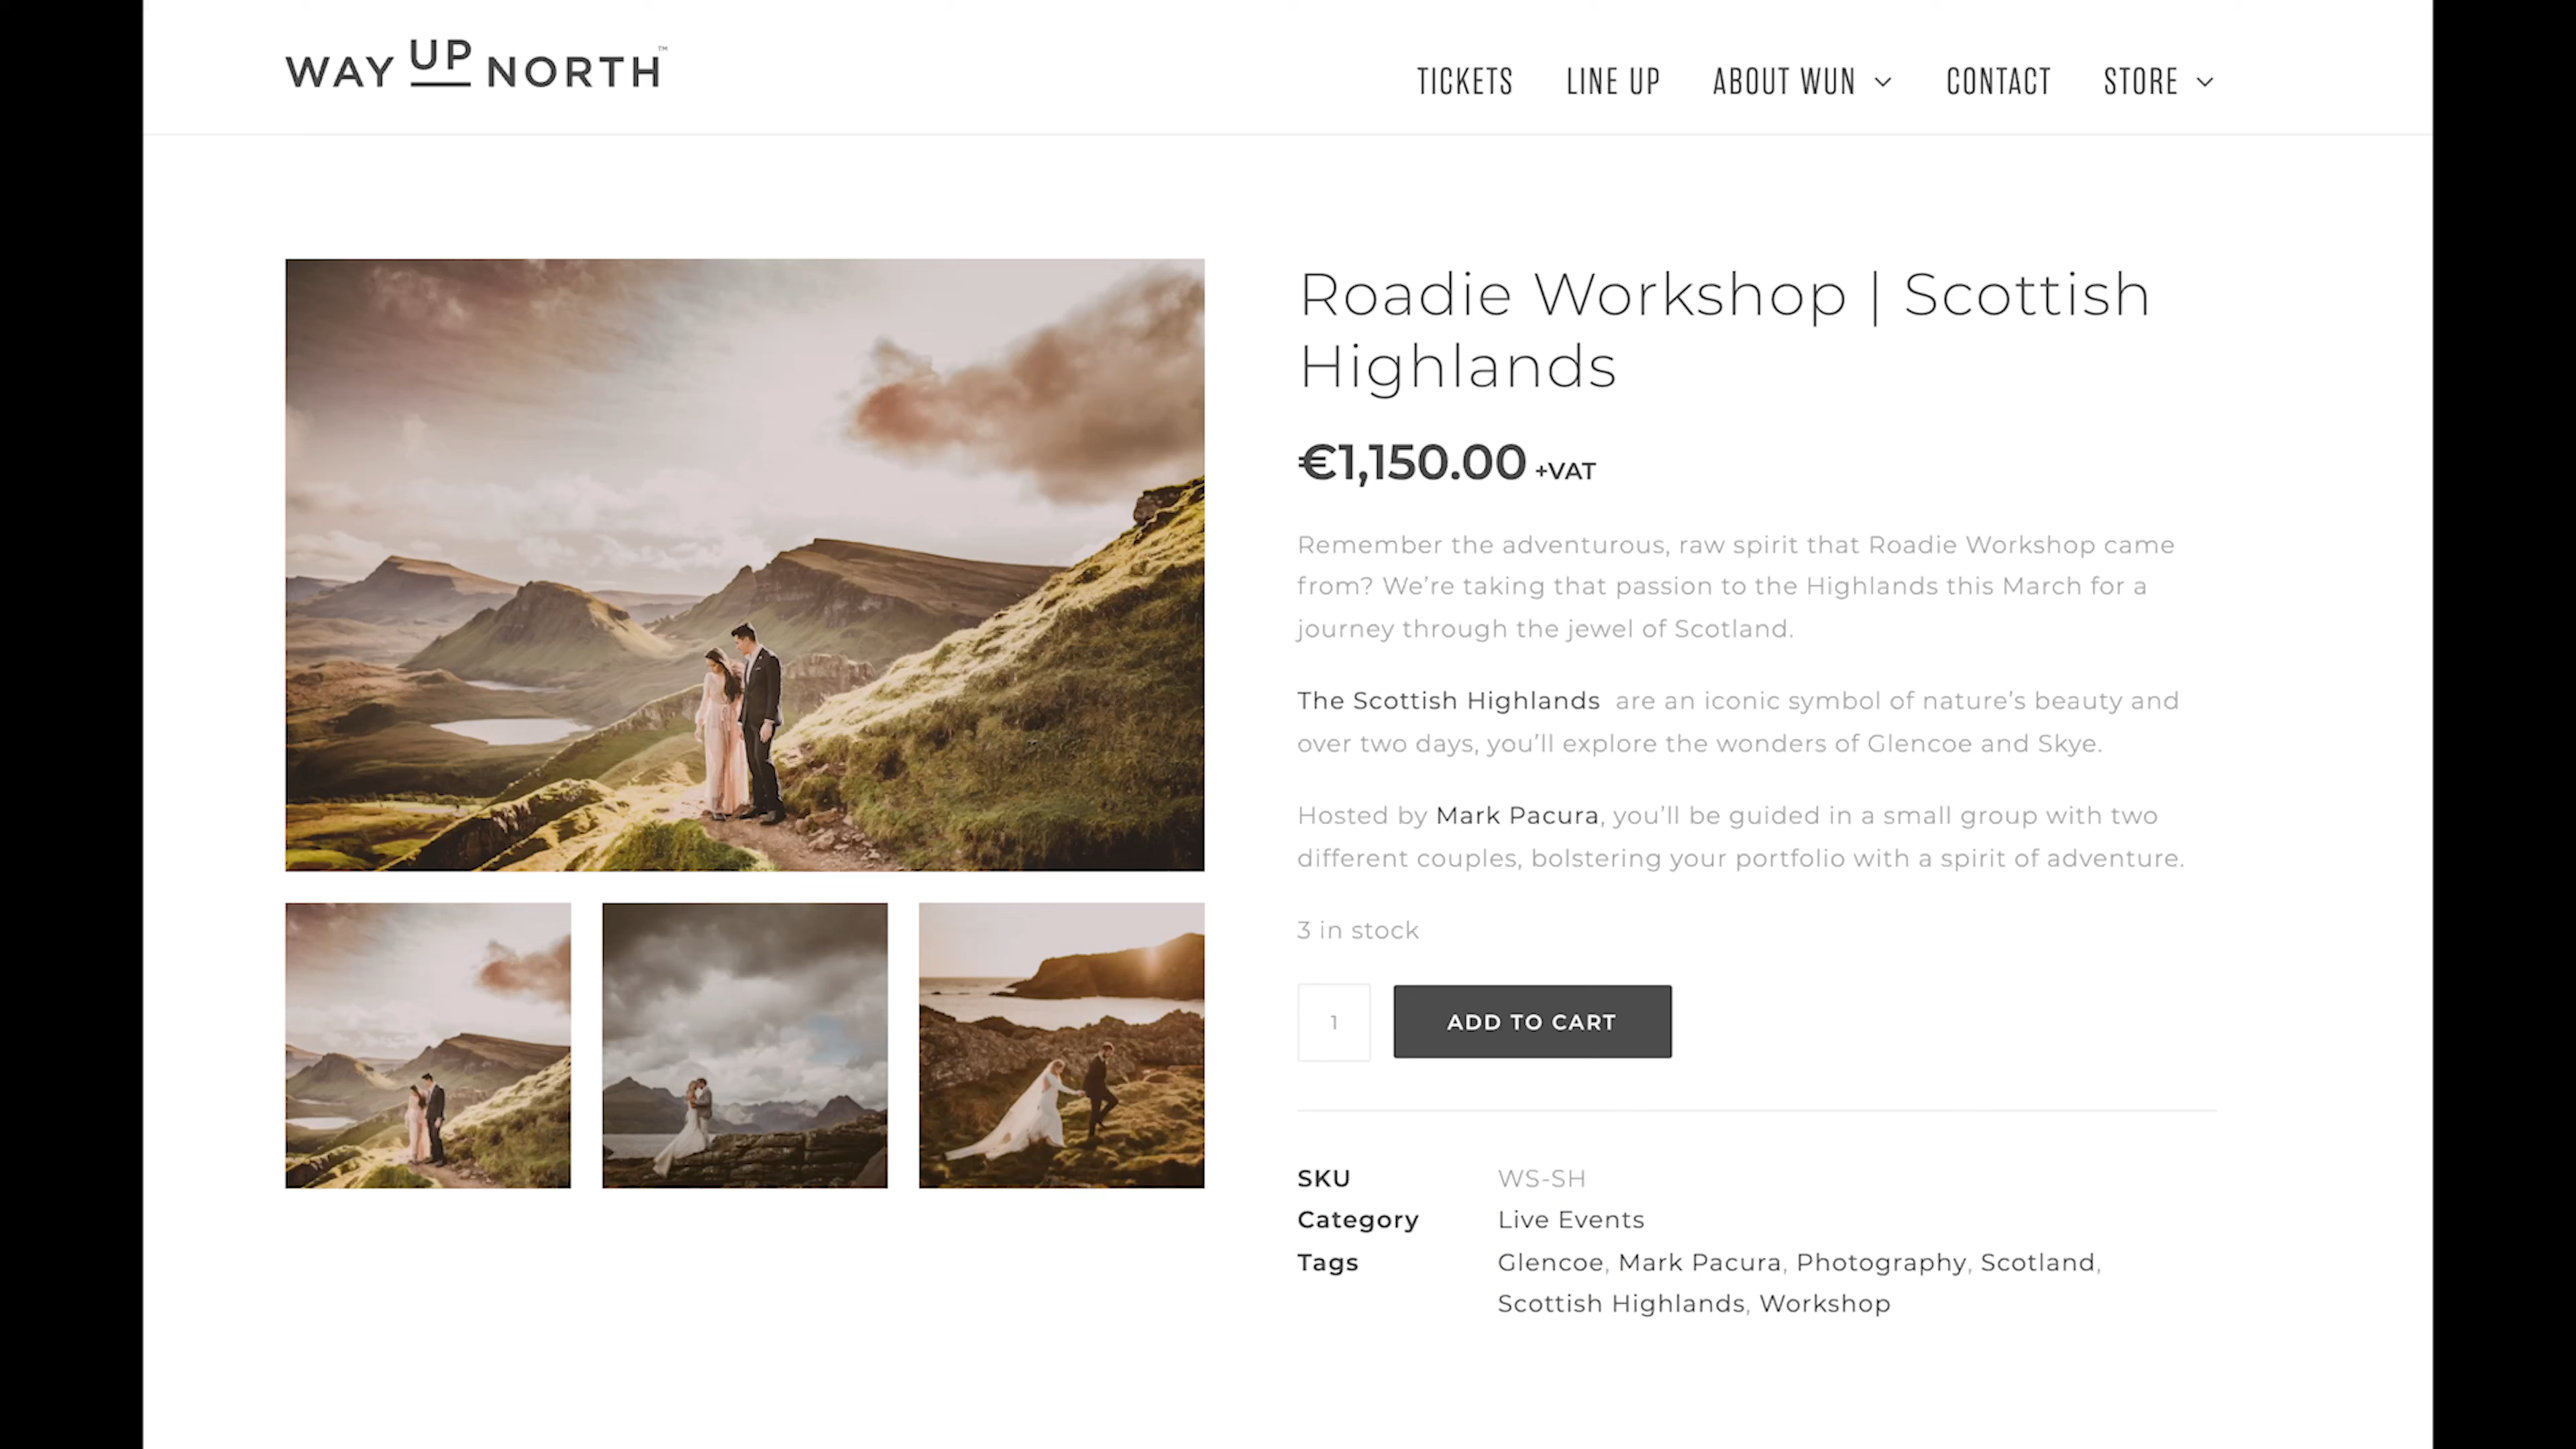 WAY UP NORTH™
TICKETS LINE UP ABOUT WUN CONTACT STORE
Roadie Workshop | Scottish
Highlands
€1,150.00 +VAT
Remember the adventurous, raw spirit that Roadie Workshop came
from? We're taking that passion to the Highlands this March for a
journey through the jewel of Scotland.
The Scottish Highlands are an iconic symbol of nature's beauty and
over two days, you'll explore the wonders of Glencoe and Skye.
Hosted by Mark Pacura, you'll be guided in a small group with two
different couples, bolstering your portfolio with a spirit of adventure.
3 in stock
1 ADD TO CART
SKU WS-SH
Category Live Events
Tags Glencoe, Mark Pacura, Photography, Scotland,
Scottish Highlands, Workshop